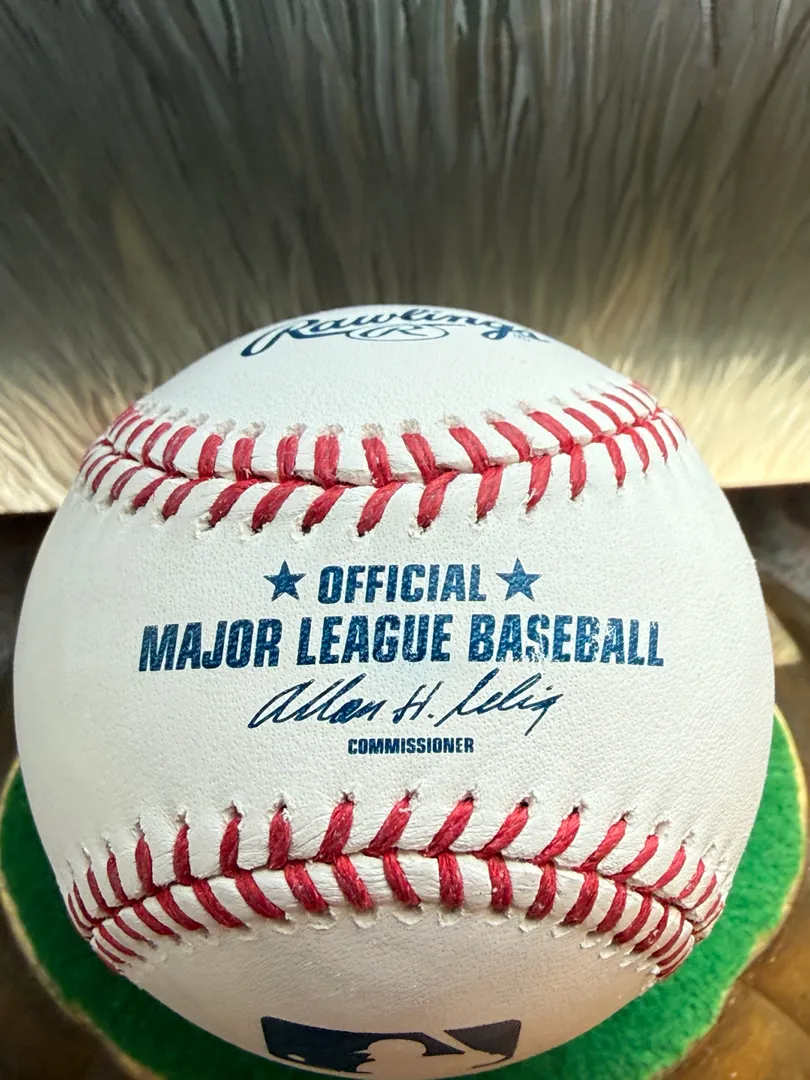 Rawlings
R
★ OFFICIAL ★
MAJOR LEAGUE BASEBALL
Allan H. Selig
COMMISSIONER